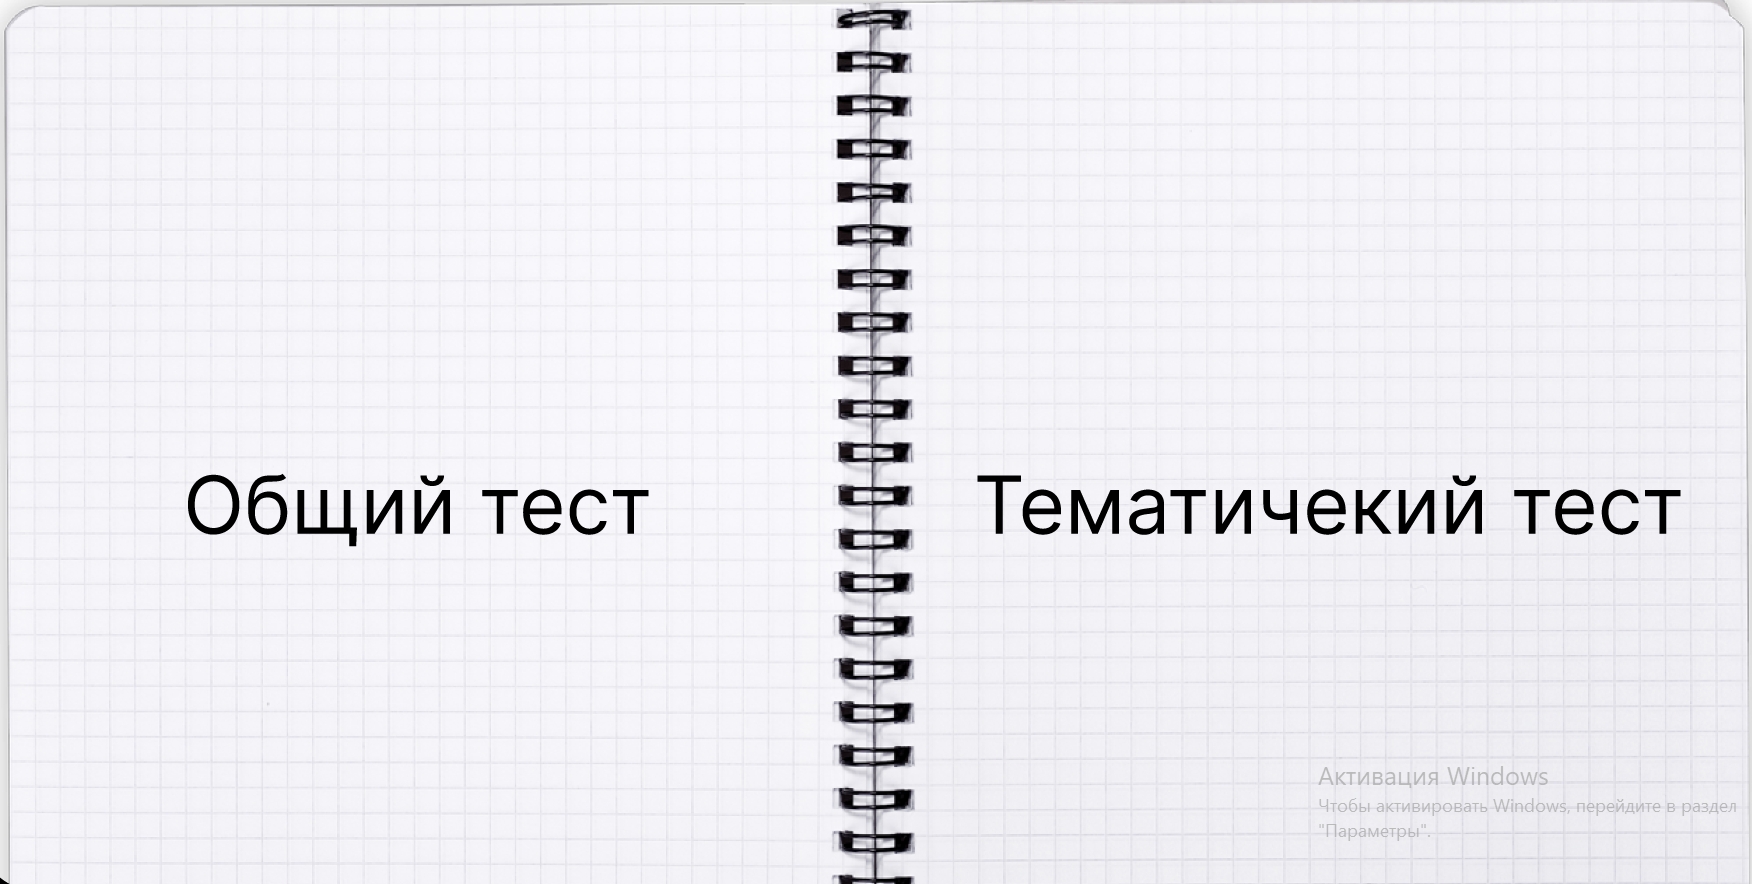 Общий тест
Тематичекий тест
Активация Windows
Чтобы активировать Windows, перейдите в раздел
"Параметры".